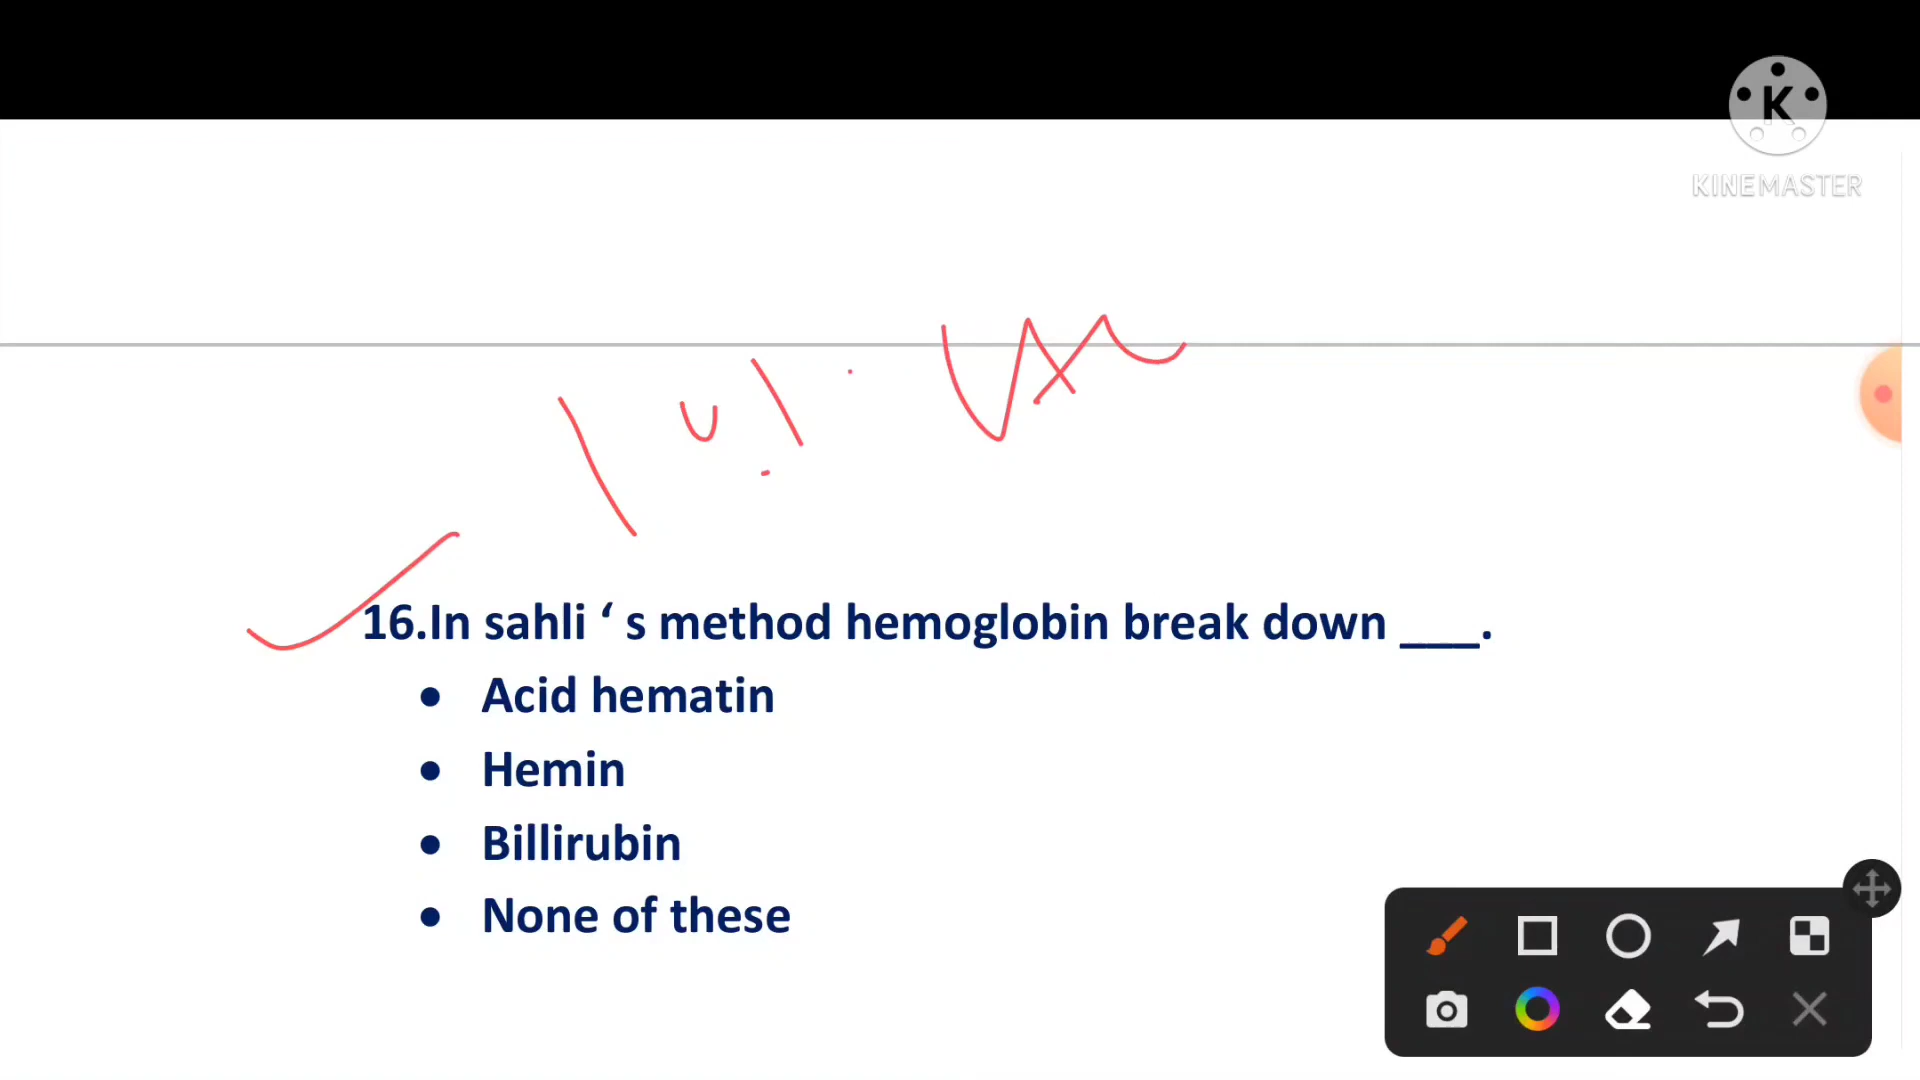 KINEMASTER
16.In sahli ‘ s method hemoglobin break down ___.
• Acid hematin
• Hemin
• Billirubin
• None of these